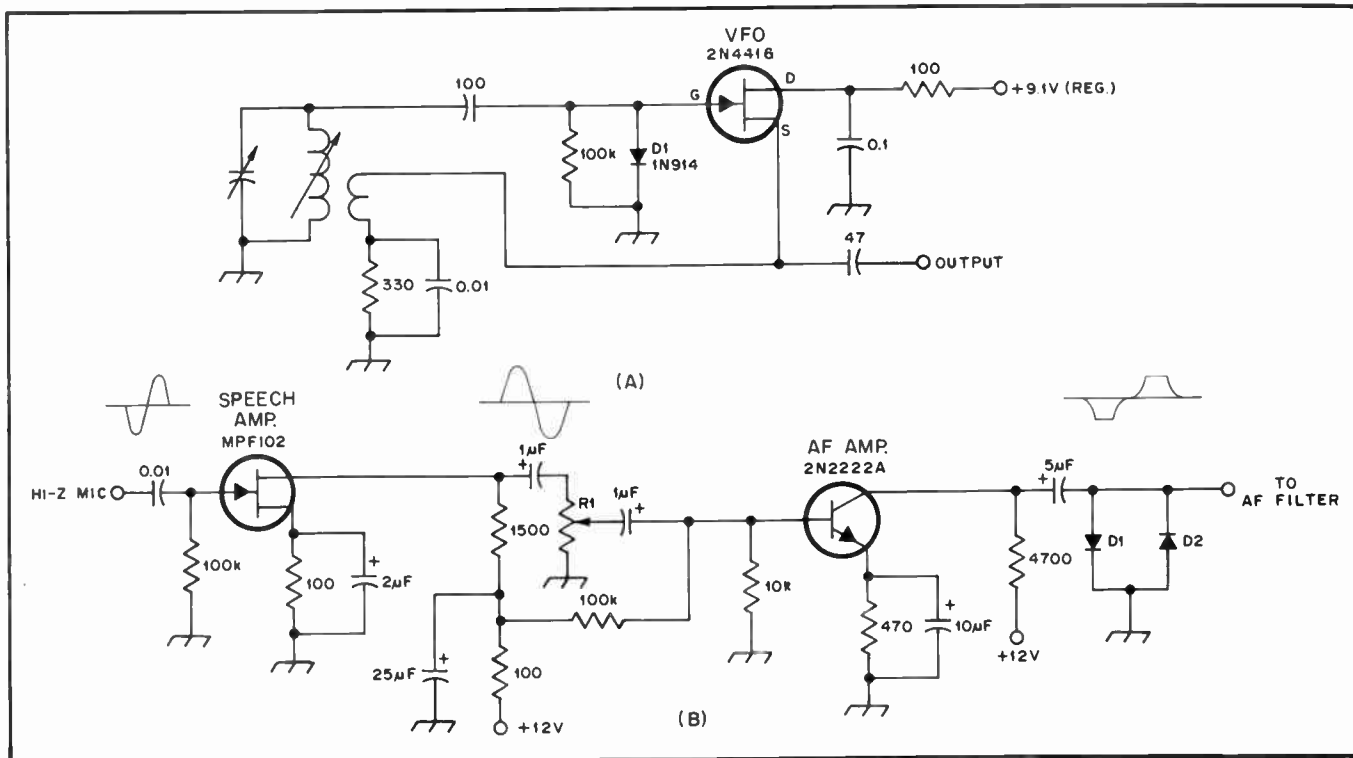 VFO
2N4416
100
G
D
S
100
+9.1V (REG.)
100k
D1
1N914
0.1
330
0.01
47
OUTPUT
(A)
SPEECH
AMP.
MPF102
HI-Z MIC
0.01
100k
100
2µF
1µF
R1
1500
1µF
100k
25µF
100
+12V
10k
AF AMP.
2N2222A
470
10µF
4700
+12V
5µF
D1
D2
TO
AF FILTER
(B)